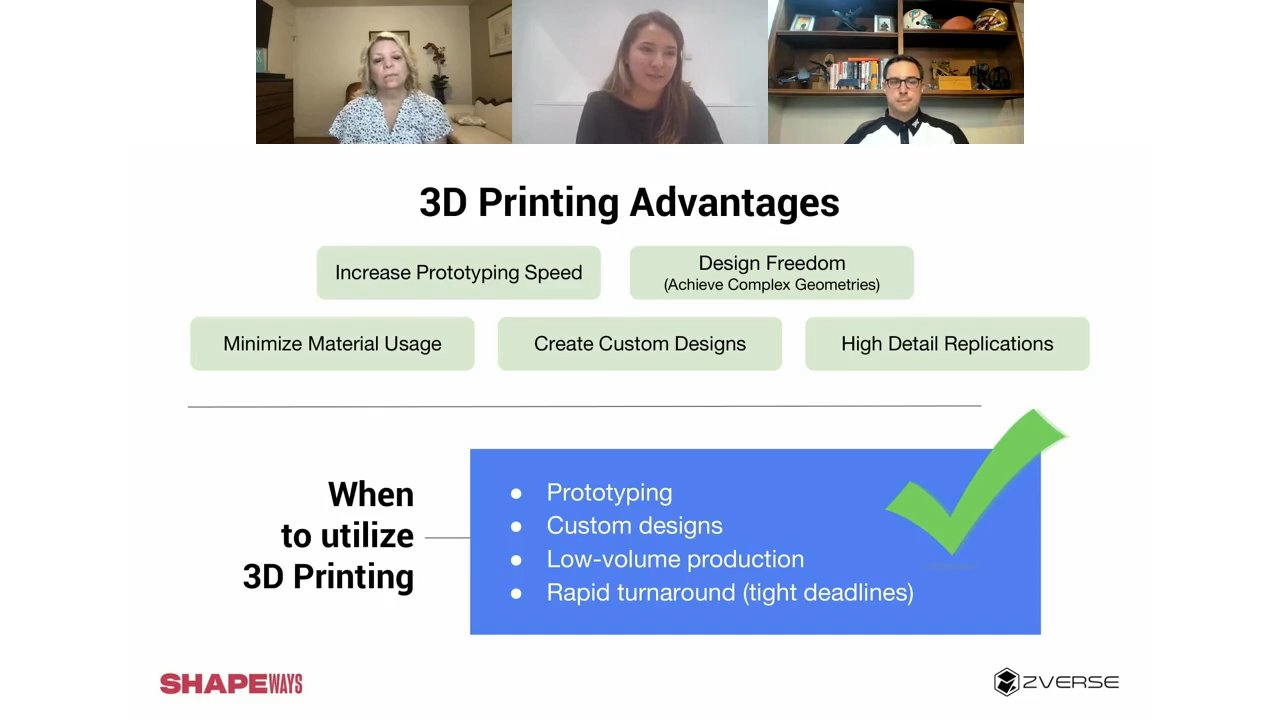 3D Printing Advantages
Increase Prototyping Speed
Design Freedom
(Achieve Complex Geometries)
Minimize Material Usage
Create Custom Designs
High Detail Replications
When
to utilize
3D Printing
● Prototyping
● Custom designs
● Low-volume production
● Rapid turnaround (tight deadlines)
SHAPEWAYS
ZVERSE